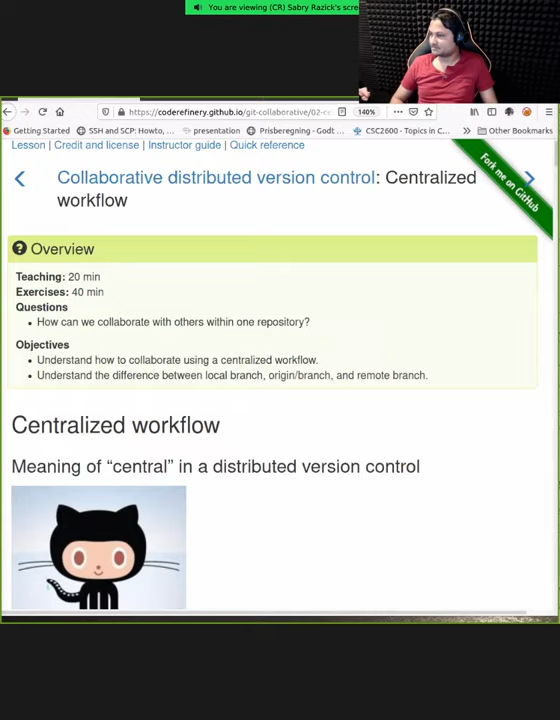 You are viewing (CR) Sabry Razick's scre
https://coderefinery.github.io/git-collaborative/02-ce
140%
Getting Started
SSH and SCP: Howto, ...
presentation
Prisberegning - Godt ...
CSC2600 - Topics in C...
Other Bookmarks
Lesson | Credit and license | Instructor guide | Quick reference
Fork me on GitHub
Collaborative distributed version control: Centralized
workflow
Overview
Teaching: 20 min
Exercises: 40 min
Questions
How can we collaborate with others within one repository?
Objectives
Understand how to collaborate using a centralized workflow.
Understand the difference between local branch, origin/branch, and remote branch.
Centralized workflow
Meaning of “central” in a distributed version control